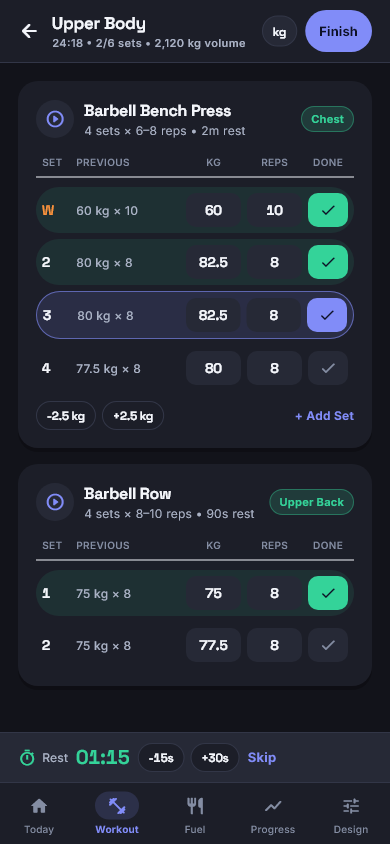 Upper Body
24:18 • 2/6 sets • 2,120 kg volume
kg
Finish
Barbell Bench Press
4 sets × 6–8 reps • 2m rest
Chest
SET PREVIOUS KG REPS DONE
W 60 kg × 10 60 10
2 80 kg × 8 82.5 8
3 80 kg × 8 82.5 8
4 77.5 kg × 8 80 8
-2.5 kg +2.5 kg + Add Set
Barbell Row
4 sets × 8–10 reps • 90s rest
Upper Back
SET PREVIOUS KG REPS DONE
1 75 kg × 8 75 8
2 75 kg × 8 77.5 8
Rest 01:15 -15s +30s Skip
Today Workout Fuel Progress Design